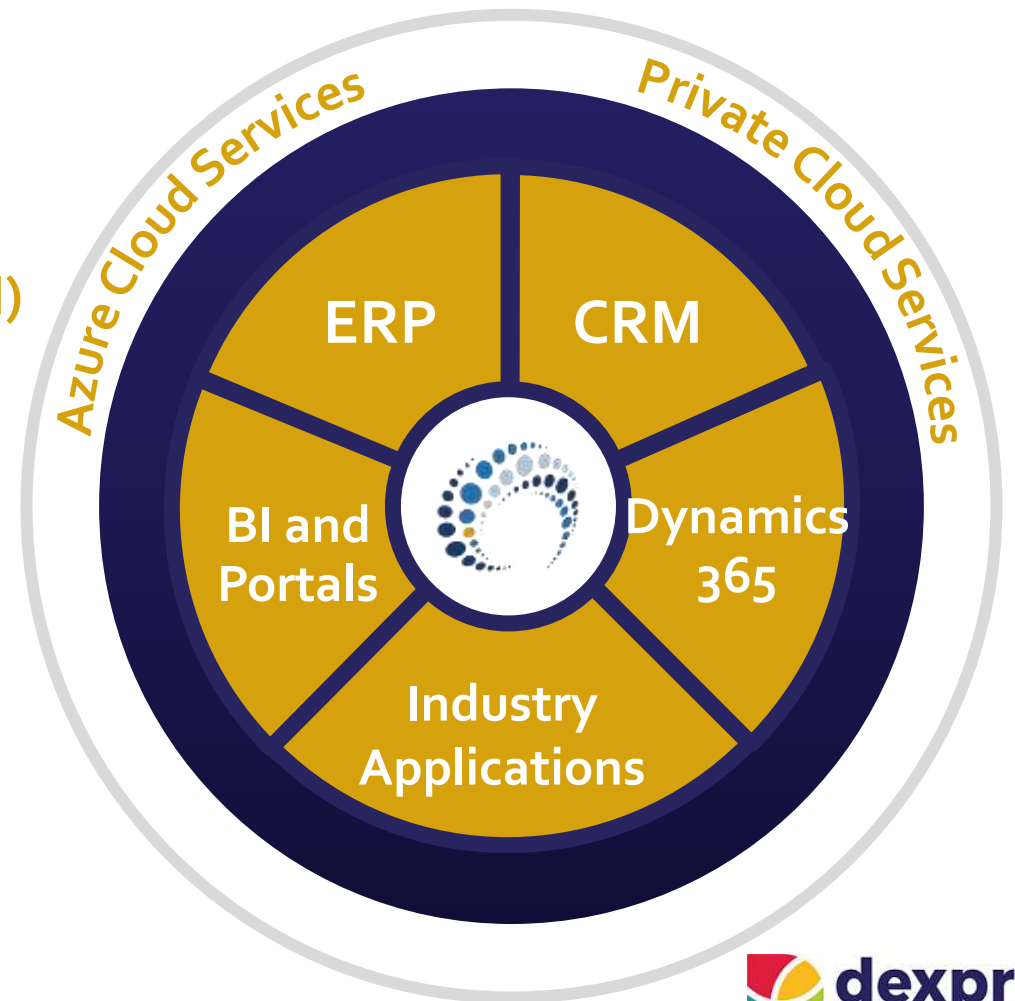 Azure Cloud Services
Private Cloud Services
ERP
CRM
BI and
Portals
Dynamics
365
Industry
Applications
dexpr